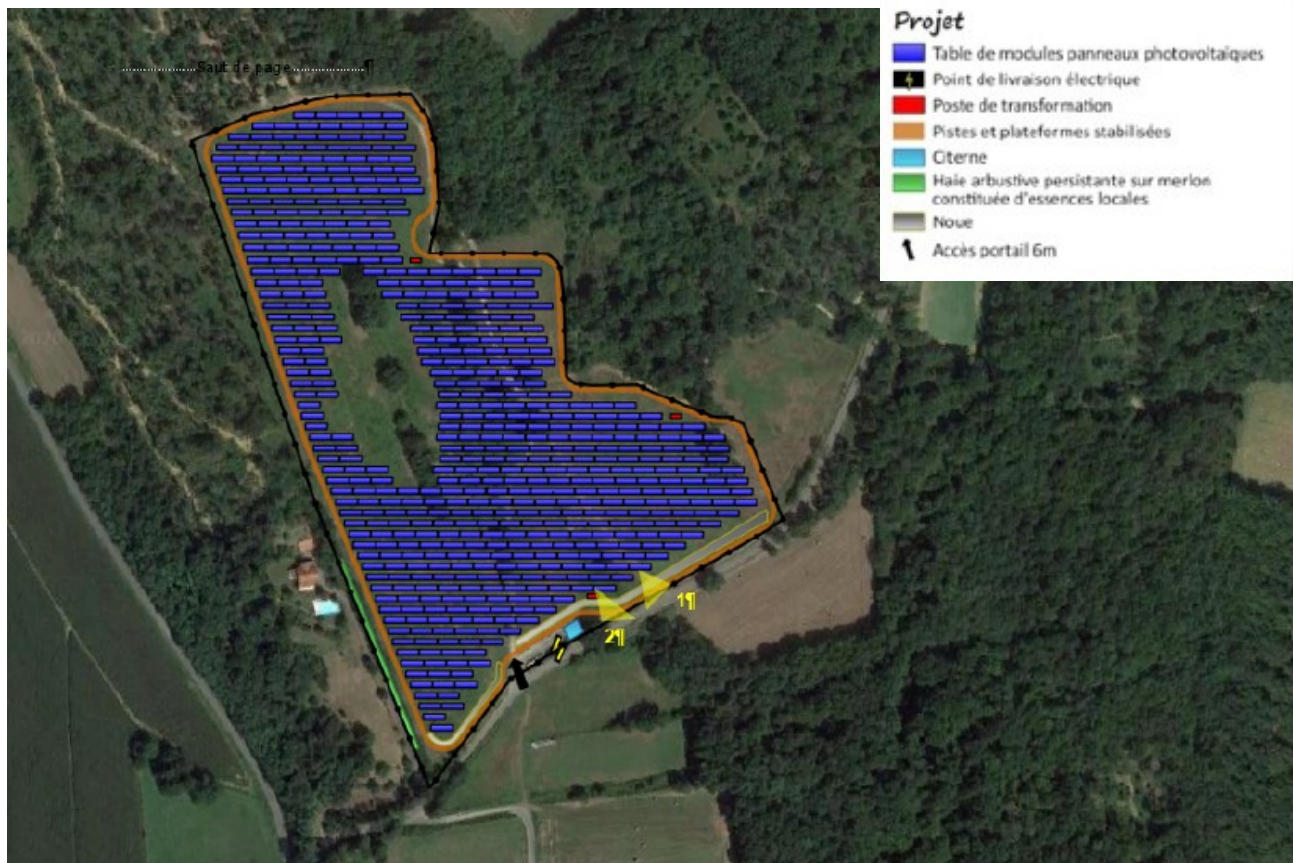 Projet
Table de modules panneaux photovoltaïques
Point de livraison électrique
Poste de transformation
Pistes et plateformes stabilisées
Citerne
Haie arbustive persistante sur merlon
constituée d'essences locales
Noue
Accès portail 6m
Saut de page
1¶
2¶